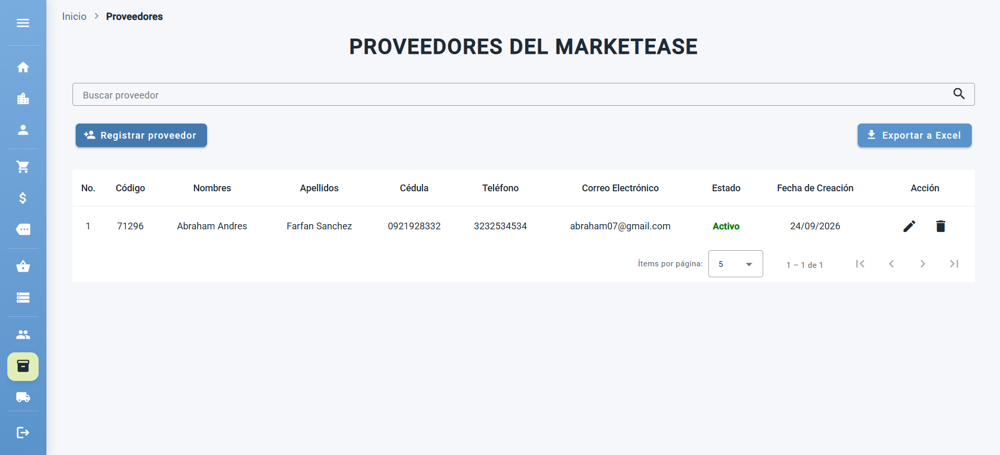 Inicio > Proveedores
PROVEEDORES DEL MARKETEASE
Buscar proveedor
Registrar proveedor
Exportar a Excel
No. Código Nombres Apellidos Cédula Teléfono Correo Electrónico Estado Fecha de Creación Acción
1 71296 Abraham Andres Farfan Sanchez 0921928332 3232534534 abraham07@gmail.com Activo 24/09/2026
Ítems por página: 5 1 – 1 de 1